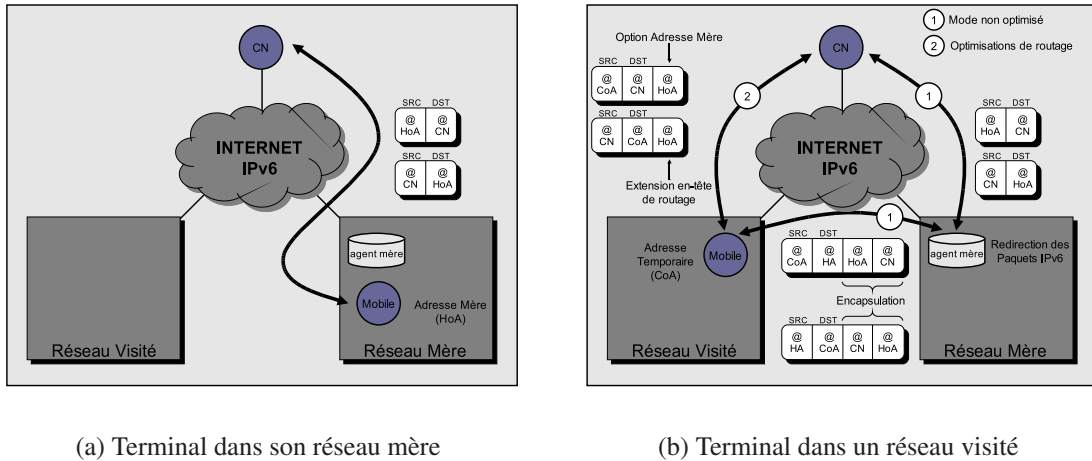 CN
INTERNET
IPv6
SRC DST
@ HoA @ CN
SRC DST
@ CN @ HoA
agent mère
Mobile
Adresse Mère
(HoA)
Réseau Visité
Réseau Mère
(a) Terminal dans son réseau mère
1 Mode non optimisé
2 Optimisations de routage
Option Adresse Mère
SRC DST
@ CoA @ CN @ HoA
SRC DST
@ CN @ CoA @ HoA
Extension en-tête
de routage
CN
2
1
INTERNET
IPv6
SRC DST
@ HoA @ CN
SRC DST
@ CN @ HoA
1
Adresse
Temporaire
(CoA)
Mobile
SRC DST
@ CoA @ HA @ HoA @ CN
Encapsulation
SRC DST
@ HA @ CoA @ CN @ HoA
agent mère
Redirection des
Paquets IPv6
Réseau Visité
Réseau Mère
(b) Terminal dans un réseau visité